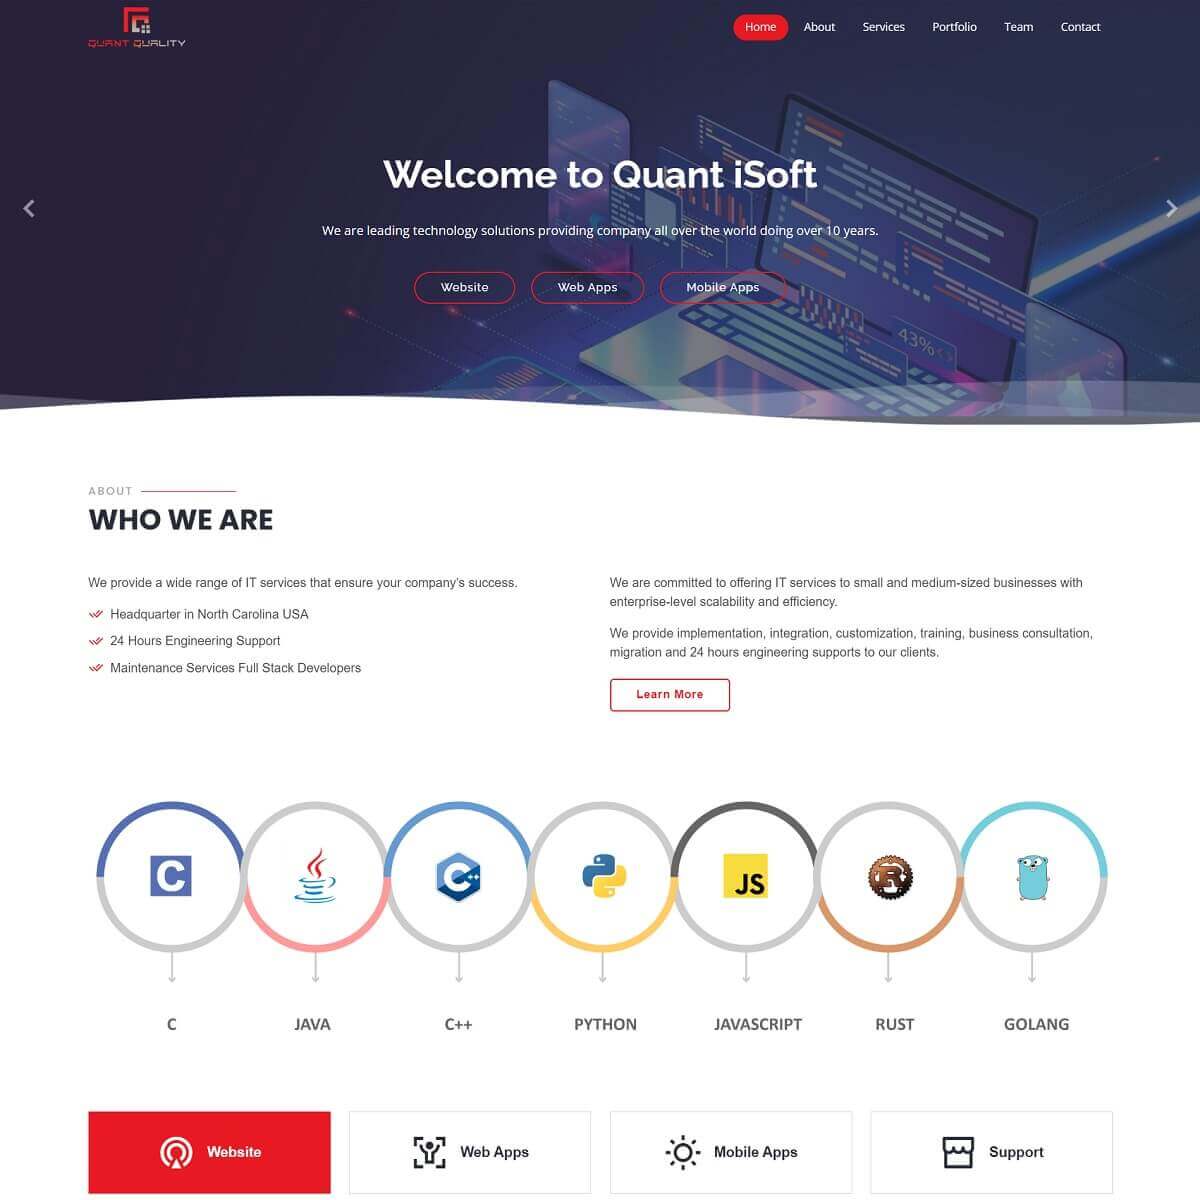 QUANT QUALITY
Home
About
Services
Portfolio
Team
Contact
Welcome to Quant iSoft
We are leading technology solutions providing company all over the world doing over 10 years.
Website
Web Apps
Mobile Apps
43%
ABOUT
WHO WE ARE
We provide a wide range of IT services that ensure your company's success.
Headquarter in North Carolina USA
24 Hours Engineering Support
Maintenance Services Full Stack Developers
We are committed to offering IT services to small and medium-sized businesses with
enterprise-level scalability and efficiency.
We provide implementation, integration, customization, training, business consultation,
migration and 24 hours engineering supports to our clients.
Learn More
C
C++
JS
R
C
JAVA
C++
PYTHON
JAVASCRIPT
RUST
GOLANG
Website
Web Apps
Mobile Apps
Support